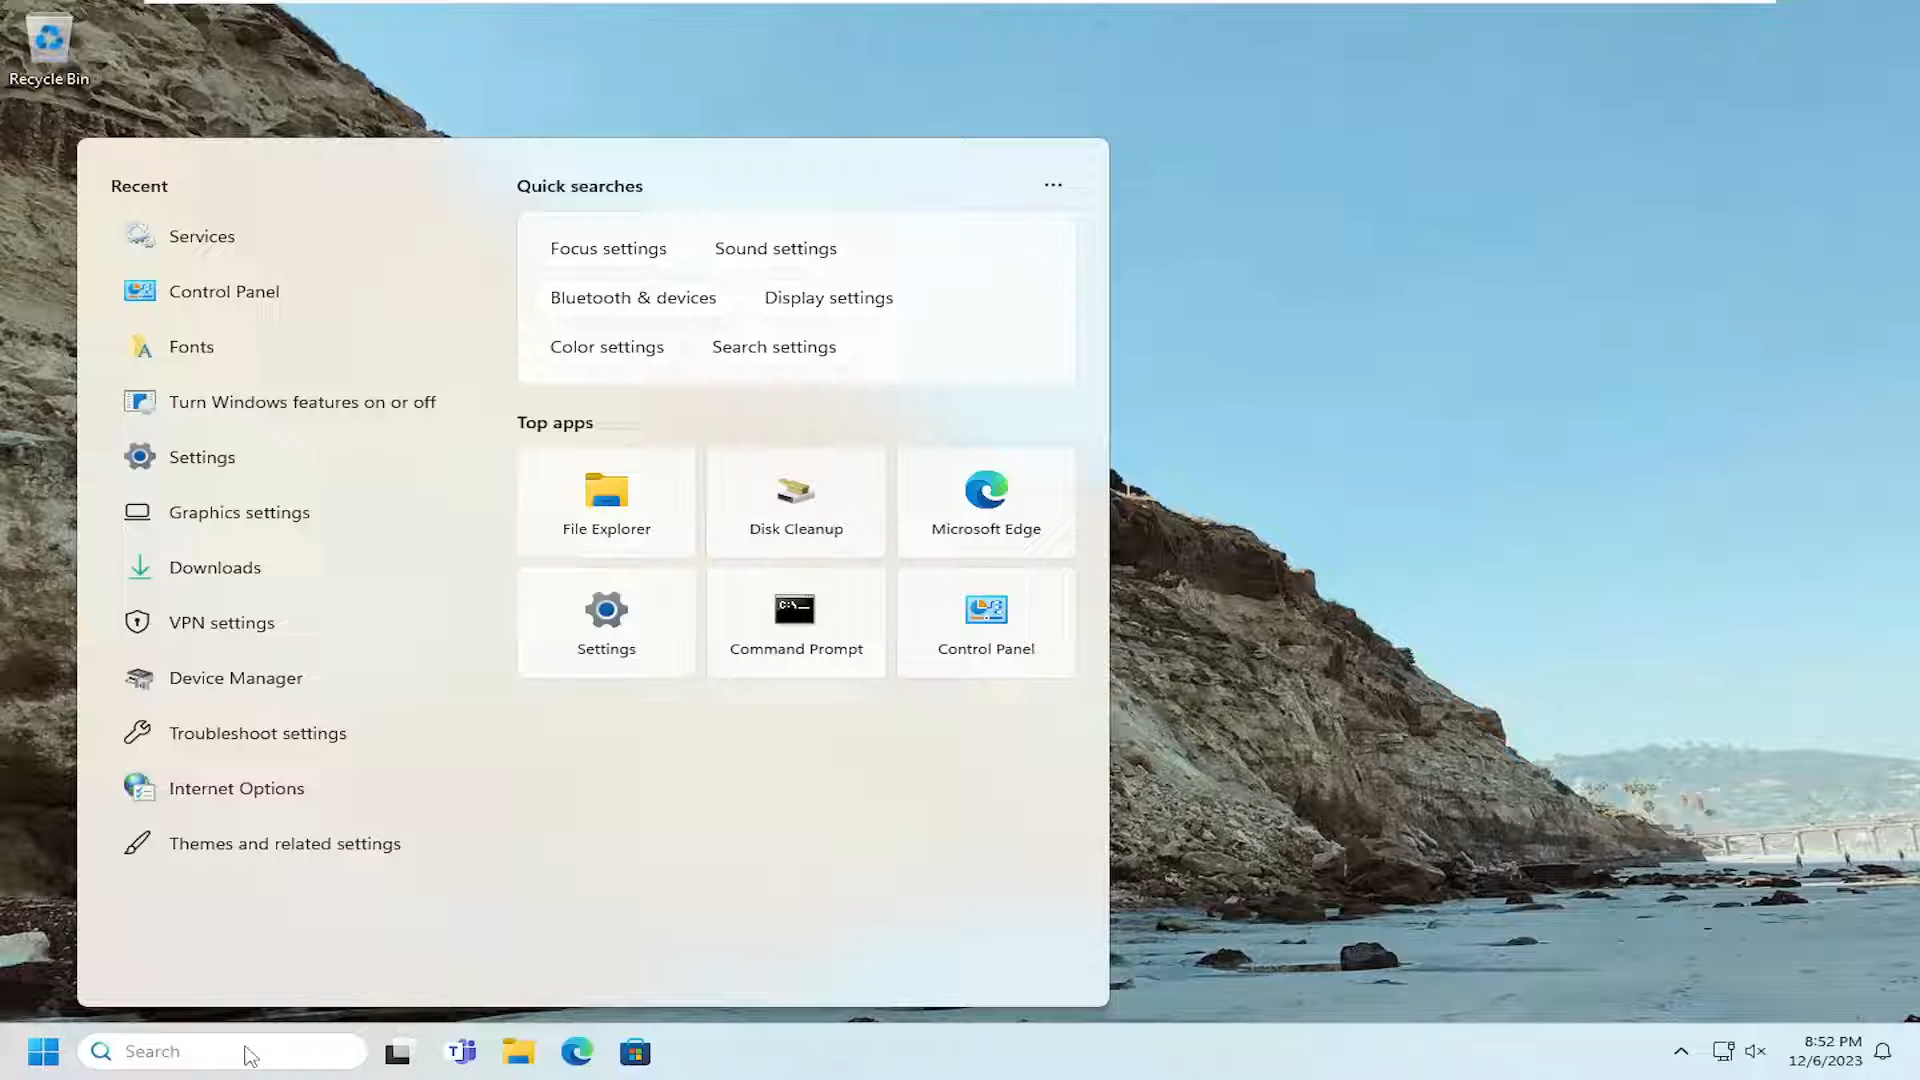 Recycle Bin
Recent
Services
Control Panel
Fonts
Turn Windows features on or off
Settings
Graphics settings
Downloads
VPN settings
Device Manager
Troubleshoot settings
Internet Options
Themes and related settings
Quick searches
Focus settings Sound settings
Bluetooth & devices Display settings
Color settings Search settings
Top apps
File Explorer Disk Cleanup Microsoft Edge
Settings Command Prompt Control Panel
Search
8:52 PM
12/6/2023